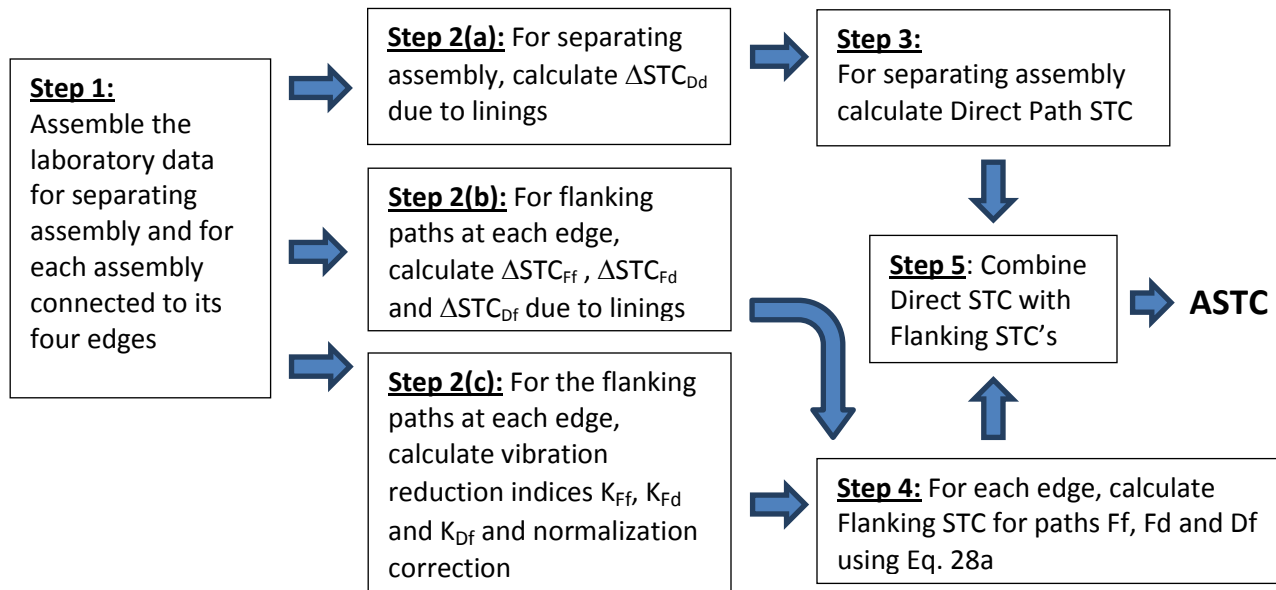 Step 1:
Assemble the
laboratory data
for separating
assembly and for
each assembly
connected to its
four edges
Step 2(a): For separating
assembly, calculate ΔSTC_Dd
due to linings
Step 2(b): For flanking
paths at each edge,
calculate ΔSTC_Ff , ΔSTC_Fd
and ΔSTC_Df due to linings
Step 2(c): For the flanking
paths at each edge,
calculate vibration
reduction indices K_Ff, K_Fd
and K_Df and normalization
correction
Step 3:
For separating assembly
calculate Direct Path STC
Step 4: For each edge, calculate
Flanking STC for paths Ff, Fd and Df
using Eq. 28a
Step 5: Combine
Direct STC with
Flanking STC’s
ASTC